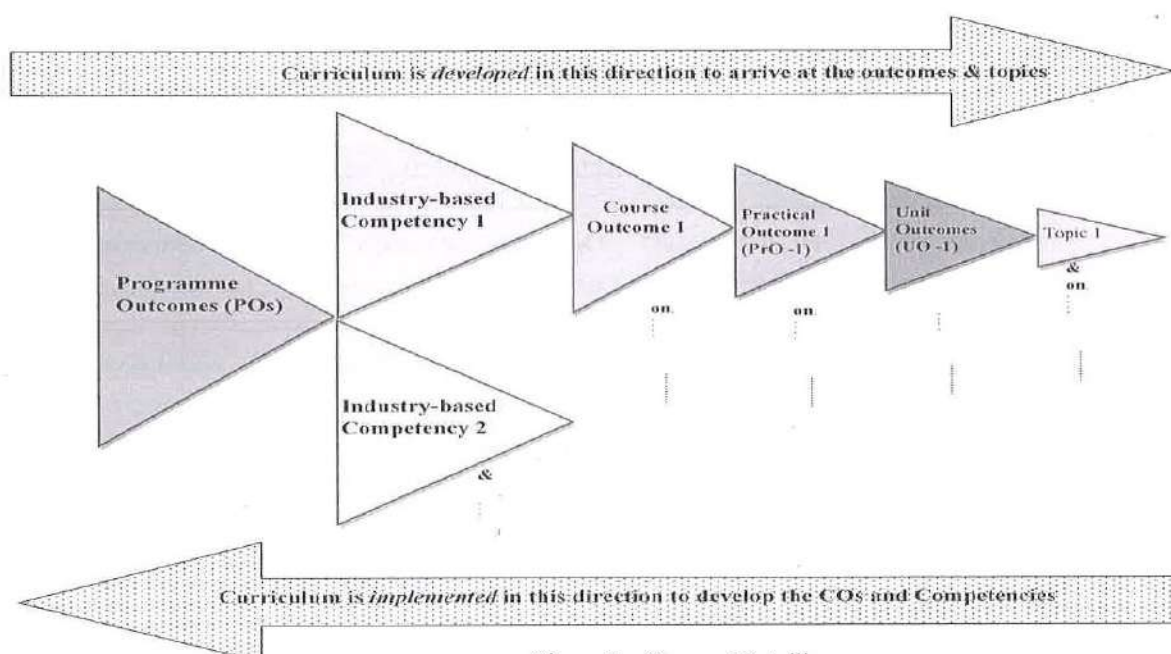 Curriculum is developed in this direction to arrive at the outcomes & topics
Programme
Outcomes (POs)
Industry-based
Competency 1
Course
Outcome 1
Practical
Outcome 1
(PrO -1)
Unit
Outcomes
(UO -1)
Topic 1
&
on.
on.
on.
Industry-based
Competency 2
&
Curriculum is implemented in this direction to develop the COs and Competencies